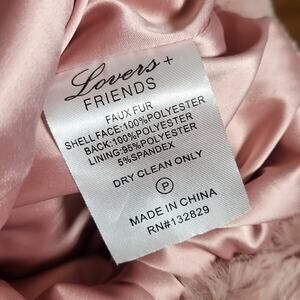 Lovers +
FRIENDS
FAUX FUR
SHELL FACE:100%POLYESTER
BACK:100%POLYESTER
LINING:95%POLYESTER
5%SPANDEX
DRY CLEAN ONLY
P
MADE IN CHINA
RN#132829